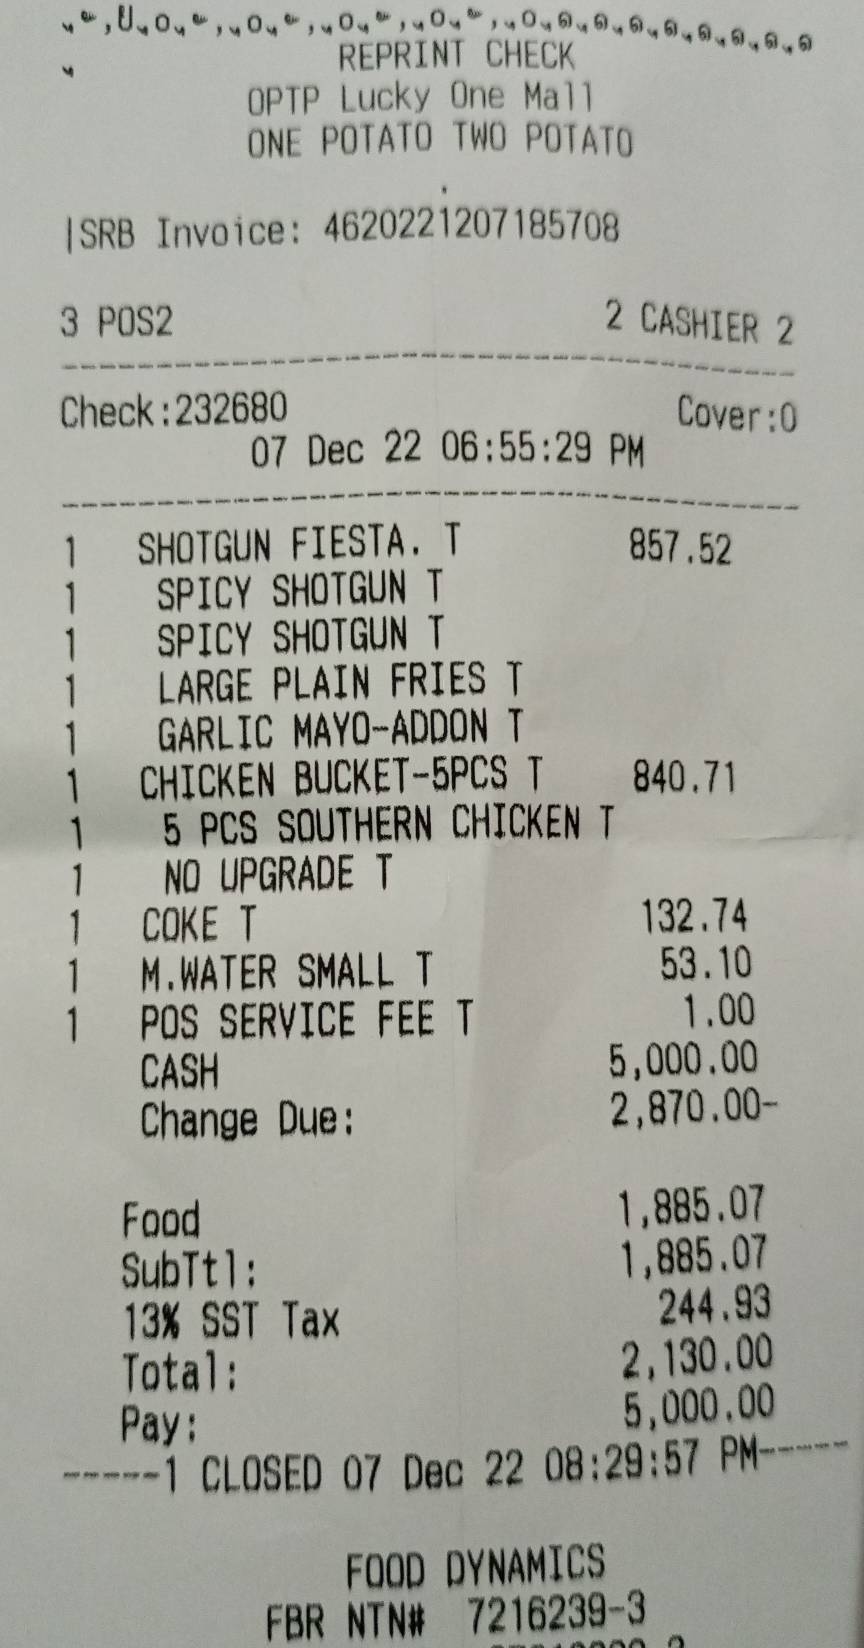 REPRINT CHECK
OPTP Lucky One Mall
ONE POTATO TWO POTATO
|SRB Invoice: 4620221207185708
3 POS2 2 CASHIER 2
Check:232680 Cover:0
07 Dec 22 06:55:29 PM
1 SHOTGUN FIESTA. T 857.52
1 SPICY SHOTGUN T
1 SPICY SHOTGUN T
1 LARGE PLAIN FRIES T
1 GARLIC MAYO-ADDON T
1 CHICKEN BUCKET-5PCS T 840.71
1 5 PCS SOUTHERN CHICKEN T
1 NO UPGRADE T
1 COKE T 132.74
1 M.WATER SMALL T 53.10
1 POS SERVICE FEE T 1.00
CASH 5,000.00
Change Due: 2,870.00-
Food 1,885.07
SubTtl: 1,885.07
13% SST Tax 244.93
Total: 2,130.00
Pay: 5,000.00
-----1 CLOSED 07 Dec 22 08:29:57 PM-----
FOOD DYNAMICS
FBR NTN# 7216239-3